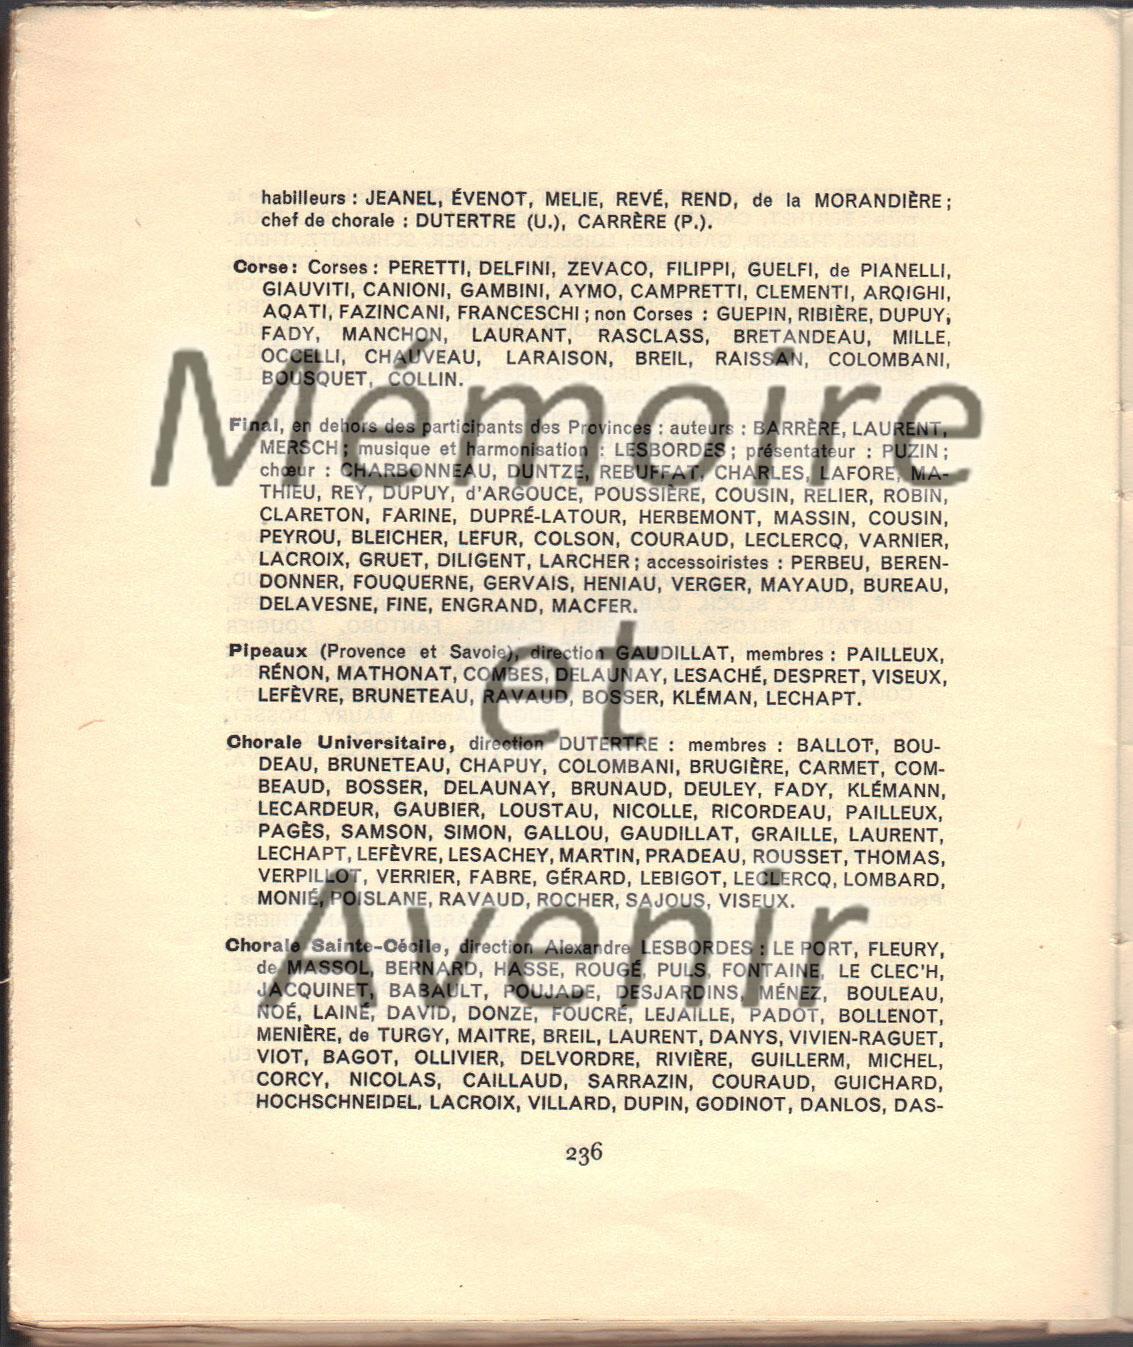 habilleurs : JEANEL, ÉVENOT, MELIE, REVÉ, REND, de la MORANDIÈRE ;
chef de chorale : DUTERTRE (U.), CARRÈRE (P.).
Corse : Corses : PERETTI, DELFINI, ZEVACO, FILIPPI, GUELFI, de PIANELLI,
GIAUVITI, CANIONI, GAMBINI, AYMO, CAMPRETTI, CLEMENTI, ARQIGHI,
AQATI, FAZINCANI, FRANCESCHI ; non Corses : GUEPIN, RIBIÈRE, DUPUY,
FADY, MANCHON, LAURANT, RASCLASS, BRETANDEAU, MILLE,
OCCELLI, CHAUVEAU, LARAISON, BREIL, RAISSAN, COLOMBANI,
BOUSQUET, COLLIN.
Final, en dehors des participants des Provinces : auteurs : BARRÈRE, LAURENT,
MERSCH ; musique et harmonisation : LESBORDES ; présentateur : PUZIN ;
chœur : CHARBONNEAU, DUNTZE, REBUFFAT, CHARLES, LAFORE, MA-
THIEU, REY, DUPUY, d'ARGOUCE, POUSSIÈRE, COUSIN, RELIER, ROBIN,
CLARETON, FARINE, DUPRÉ-LATOUR, HERBEMONT, MASSIN, COUSIN,
PEYROU, BLEICHER, LEFUR, COLSON, COURAUD, LECLERCQ, VARNIER,
LACROIX, GRUET, DILIGENT, LARCHER ; accessoiristes : PERBEU, BEREN-
DONNER, FOUQUERNE, GERVAIS, HENIAU, VERGER, MAYAUD, BUREAU,
DELAVESNE, FINE, ENGRAND, MACFER.
Pipeaux (Provence et Savoie), direction GAUDILLAT, membres : PAILLEUX,
RÉNON, MATHONAT, COMBES, DELAUNAY, LESACHÉ, DESPRET, VISEUX,
LEFÈVRE, BRUNETEAU, RAVAUD, BOSSER, KLÉMAN, LECHAPT.
Chorale Universitaire, direction DUTERTRE : membres : BALLOT, BOU-
DEAU, BRUNETEAU, CHAPUY, COLOMBANI, BRUGIÈRE, CARMET, COM-
BEAUD, BOSSER, DELAUNAY, BRUNAUD, DEULEY, FADY, KLÉMANN,
LECARDEUR, GAUBIER, LOUSTAU, NICOLLE, RICORDEAU, PAILLEUX,
PAGÈS, SAMSON, SIMON, GALLOU, GAUDILLAT, GRAILLE, LAURENT,
LECHAPT, LEFÈVRE, LESACHEY, MARTIN, PRADEAU, ROUSSET, THOMAS,
VERPILLOT, VERRIER, FABRE, GÉRARD, LEBIGOT, LECLERCQ, LOMBARD,
MONIÉ, POISLANE, RAVAUD, ROCHER, SAJOUS, VISEUX.
Chorale Sainte-Cécile, direction Alexandre LESBORDES : LE PORT, FLEURY,
de MASSOL, BERNARD, HASSE, ROUGÉ, PULS, FONTAINE, LE CLEC'H,
JACQUINET, BABAULT, POUJADE, DESJARDINS, MÉNEZ, BOULEAU,
NOÉ, LAINÉ, DAVID, DONZE, FOUCRÉ, LEJAILLE, PADOT, BOLLENOT,
MENIÈRE, de TURGY, MAITRE, BREIL, LAURENT, DANYS, VIVIEN-RAGUET,
VIOT, BAGOT, OLLIVIER, DELVORDRE, RIVIÈRE, GUILLERM, MICHEL,
CORCY, NICOLAS, CAILLAUD, SARRAZIN, COURAUD, GUICHARD,
HOCHSCHNEIDEL, LACROIX, VILLARD, DUPIN, GODINOT, DANLOS, DAS-
236
Mémoire
et
Avenir